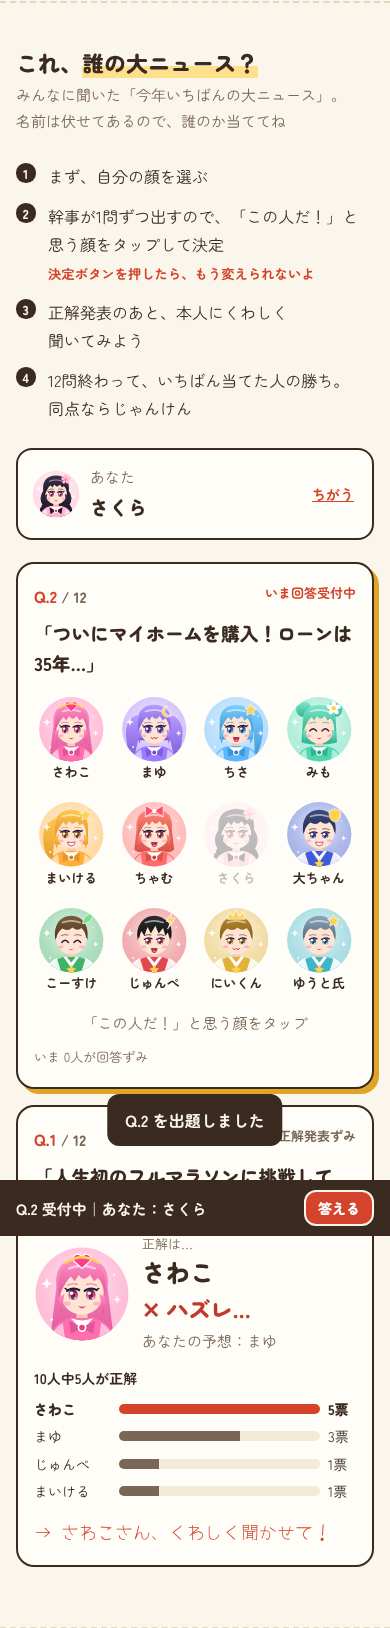 これ、誰の大ニュース？
みんなに聞いた「今年いちばんの大ニュース」。
名前は伏せてあるので、誰のか当ててね
1 まず、自分の顔を選ぶ
2 幹事が1問ずつ出すので、「この人だ！」と
思う顔をタップして決定
決定ボタンを押したら、もう変えられないよ
3 正解発表のあと、本人にくわしく
聞いてみよう
4 12問終わって、いちばん当てた人の勝ち。
同点ならじゃんけん
あなた
さくら
ちがう
Q.2 / 12
いま回答受付中
「ついにマイホームを購入！ローンは
35年…」
さわこ まゆ ちさ みも
まいける ちゃむ さくら 大ちゃん
こーすけ じゅんぺ にいくん ゆうと氏
「この人だ！」と思う顔をタップ
いま 0人が回答ずみ
Q.2 を出題しました
Q.1 / 12
正解発表ずみ
「人生初のフルマラソンに挑戦して
Q.2 受付中｜あなた：さくら
答える
正解は…
さわこ
× ハズレ…
あなたの予想：まゆ
10人中5人が正解
さわこ 5票
まゆ 3票
じゅんぺ 1票
まいける 1票
→ さわこさん、くわしく聞かせて！